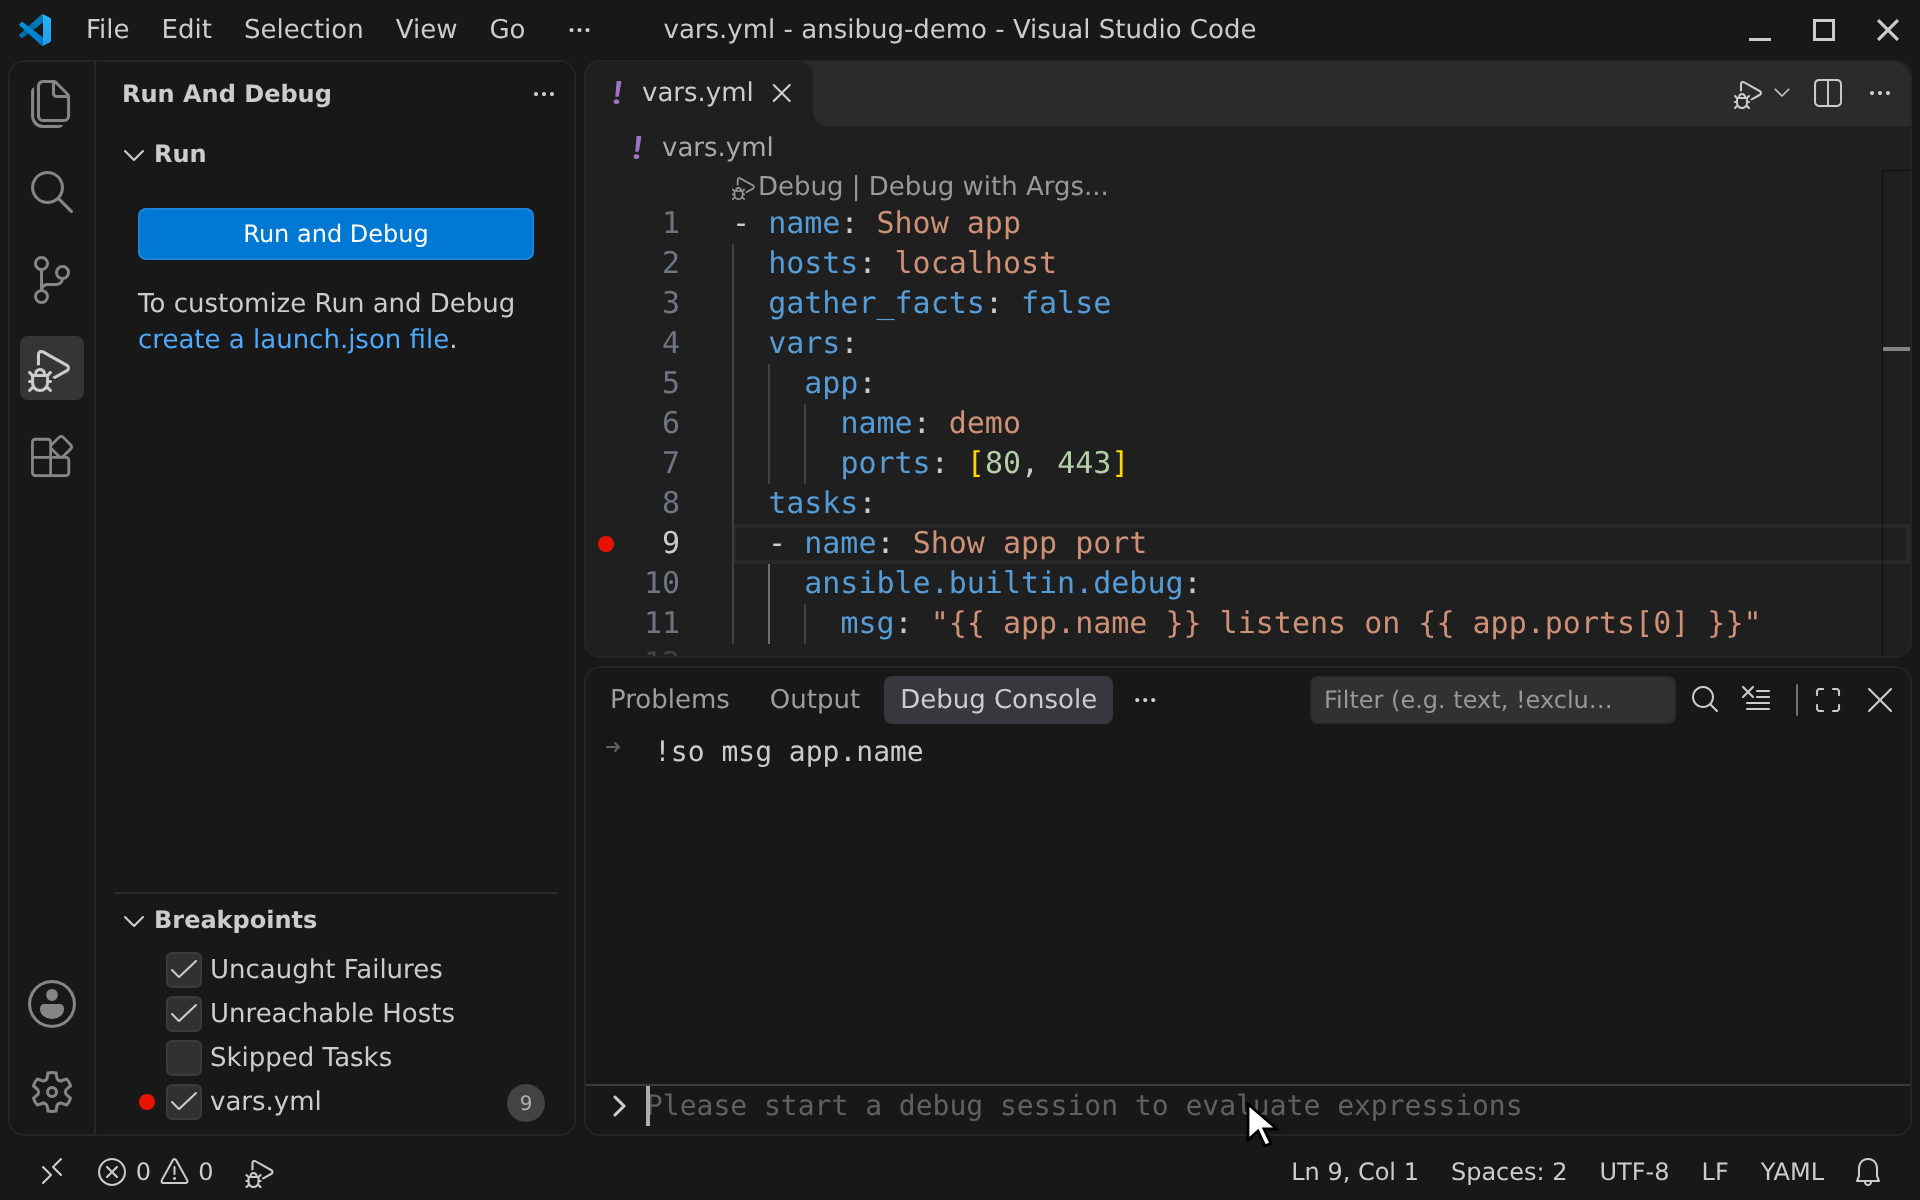 File Edit Selection View Go ··· vars.yml - ansibug-demo - Visual Studio Code
Run And Debug
Run
Run and Debug
To customize Run and Debug
create a launch.json file.
Breakpoints
Uncaught Failures
Unreachable Hosts
Skipped Tasks
vars.yml 9
! vars.yml
! vars.yml
Debug | Debug with Args...
1 - name: Show app
2 hosts: localhost
3 gather_facts: false
4 vars:
5 app:
6 name: demo
7 ports: [80, 443]
8 tasks:
9 - name: Show app port
10 ansible.builtin.debug:
11 msg: "{{ app.name }} listens on {{ app.ports[0] }}"
Problems Output Debug Console ··· Filter (e.g. text, !exclu...
!so msg app.name
Please start a debug session to evaluate expressions
0 0 Ln 9, Col 1 Spaces: 2 UTF-8 LF YAML